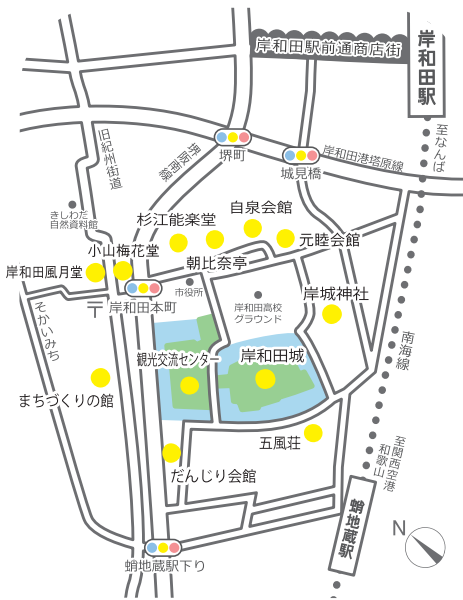 岸和田駅前通商店街
岸和田駅
至なんば
旧紀州街道
堺阪南線
堺町
城見橋
岸和田港塔原線
きしわだ
自然資料館
杉江能楽堂
自泉会館
小山梅花堂
元睦会館
岸和田風月堂
朝比奈亭
市役所
岸城神社
〒
岸和田本町
岸和田高校
グラウンド
そかいみち
南海線
観光交流センター
岸和田城
まちづくりの館
五風荘
至関西空港
和歌山
だんじり会館
蛸地蔵駅
N
蛸地蔵駅下り